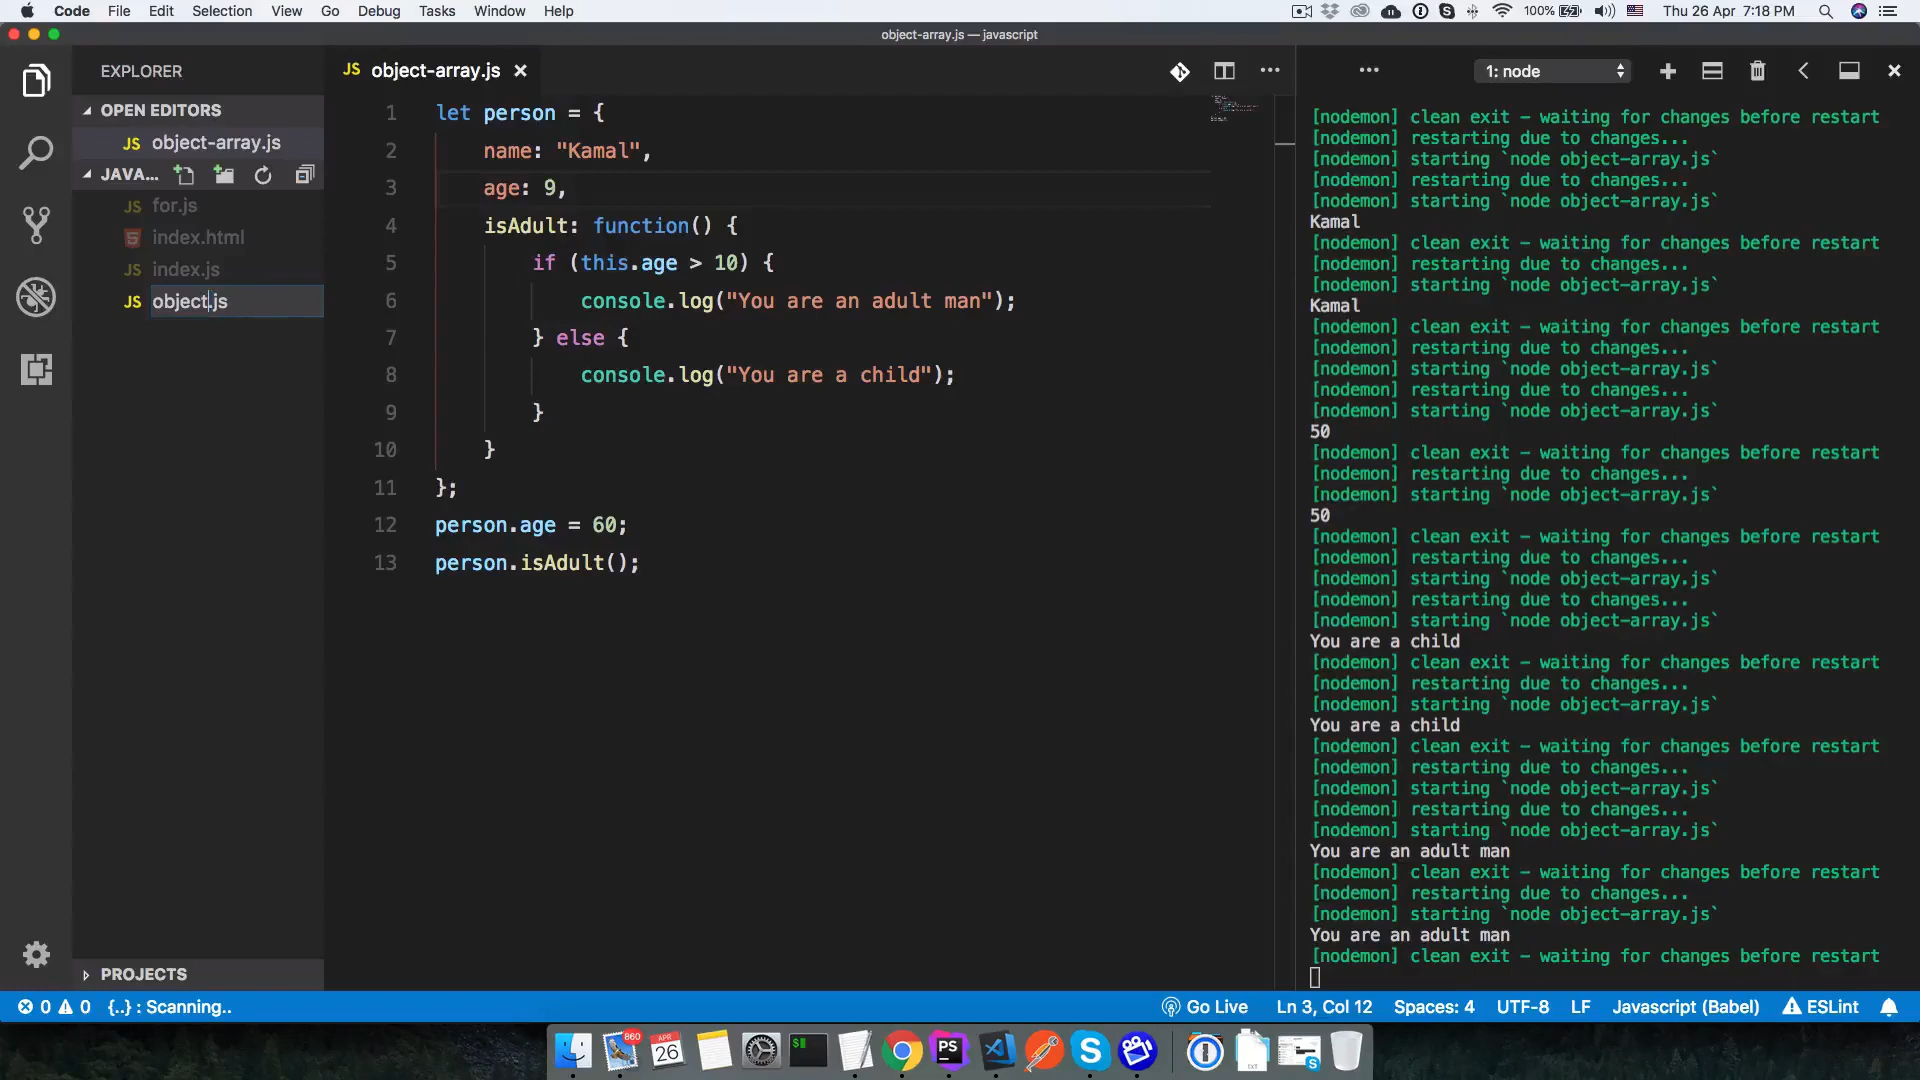 Code File Edit Selection View Go Debug Tasks Window Help 100% Thu 26 Apr 7:18 PM
object-array.js — javascript
EXPLORER
OPEN EDITORS
JS object-array.js
JAVA...
JS for.js
index.html
JS index.js
JS object.js
PROJECTS
JS object-array.js
1 let person = {
2 name: "Kamal",
3 age: 9,
4 isAdult: function() {
5 if (this.age > 10) {
6 console.log("You are an adult man");
7 } else {
8 console.log("You are a child");
9 }
10 }
11 };
12 person.age = 60;
13 person.isAdult();
1: node
[nodemon] clean exit - waiting for changes before restart
[nodemon] restarting due to changes...
[nodemon] starting `node object-array.js`
[nodemon] restarting due to changes...
[nodemon] starting `node object-array.js`
Kamal
[nodemon] clean exit - waiting for changes before restart
[nodemon] restarting due to changes...
[nodemon] starting `node object-array.js`
Kamal
[nodemon] clean exit - waiting for changes before restart
[nodemon] restarting due to changes...
[nodemon] starting `node object-array.js`
[nodemon] restarting due to changes...
[nodemon] starting `node object-array.js`
50
[nodemon] clean exit - waiting for changes before restart
[nodemon] restarting due to changes...
[nodemon] starting `node object-array.js`
50
[nodemon] clean exit - waiting for changes before restart
[nodemon] restarting due to changes...
[nodemon] starting `node object-array.js`
[nodemon] restarting due to changes...
[nodemon] starting `node object-array.js`
You are a child
[nodemon] clean exit - waiting for changes before restart
[nodemon] restarting due to changes...
[nodemon] starting `node object-array.js`
You are a child
[nodemon] clean exit - waiting for changes before restart
[nodemon] restarting due to changes...
[nodemon] starting `node object-array.js`
[nodemon] restarting due to changes...
[nodemon] starting `node object-array.js`
You are an adult man
[nodemon] clean exit - waiting for changes before restart
[nodemon] restarting due to changes...
[nodemon] starting `node object-array.js`
You are an adult man
[nodemon] clean exit - waiting for changes before restart
0 0 {..} : Scanning.. Go Live Ln 3, Col 12 Spaces: 4 UTF-8 LF Javascript (Babel) ESLint
860 APR 26 PS